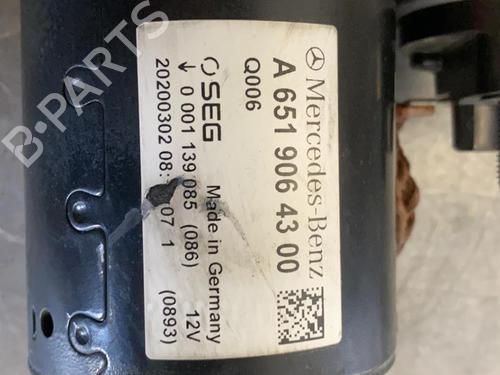 Mercedes-Benz
A 651 906 43 00
Q006
SEG Made in Germany 12V
0 001 139 085 (086) (0893)
20200302 08: 07 1
B-PARTS